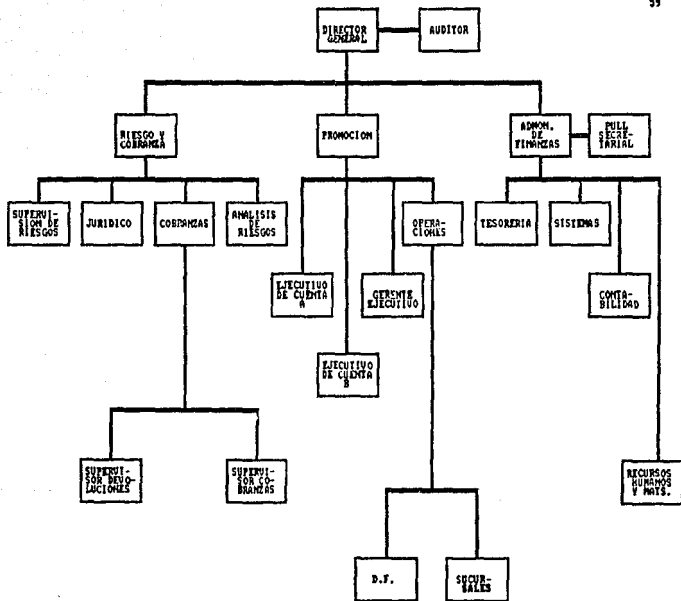 59
DIRECTOR
GENERAL
AUDITOR
RIESGO Y
COBRANZA
PROMOCION
ADMON.
DE
FINANZAS
PULL
SECRE-
TARIAL
SUPERVI-
SION DE
RIESGOS
JURIDICO
COBRANZAS
ANALISIS
DE
RIESGOS
OPERA-
CIONES
TESORERIA
SISTEMAS
EJECUTIVO
DE CUENTA
A
GERENTE
EJECUTIVO
CONTA-
BILIDAD
EJECUTIVO
DE CUENTA
B
SUPERVI-
SOR DEVO-
LUCIONES
SUPERVI-
SOR CO-
BRANZAS
RECURSOS
HUMANOS
Y MATS.
D.F.
SUCUR-
SALES